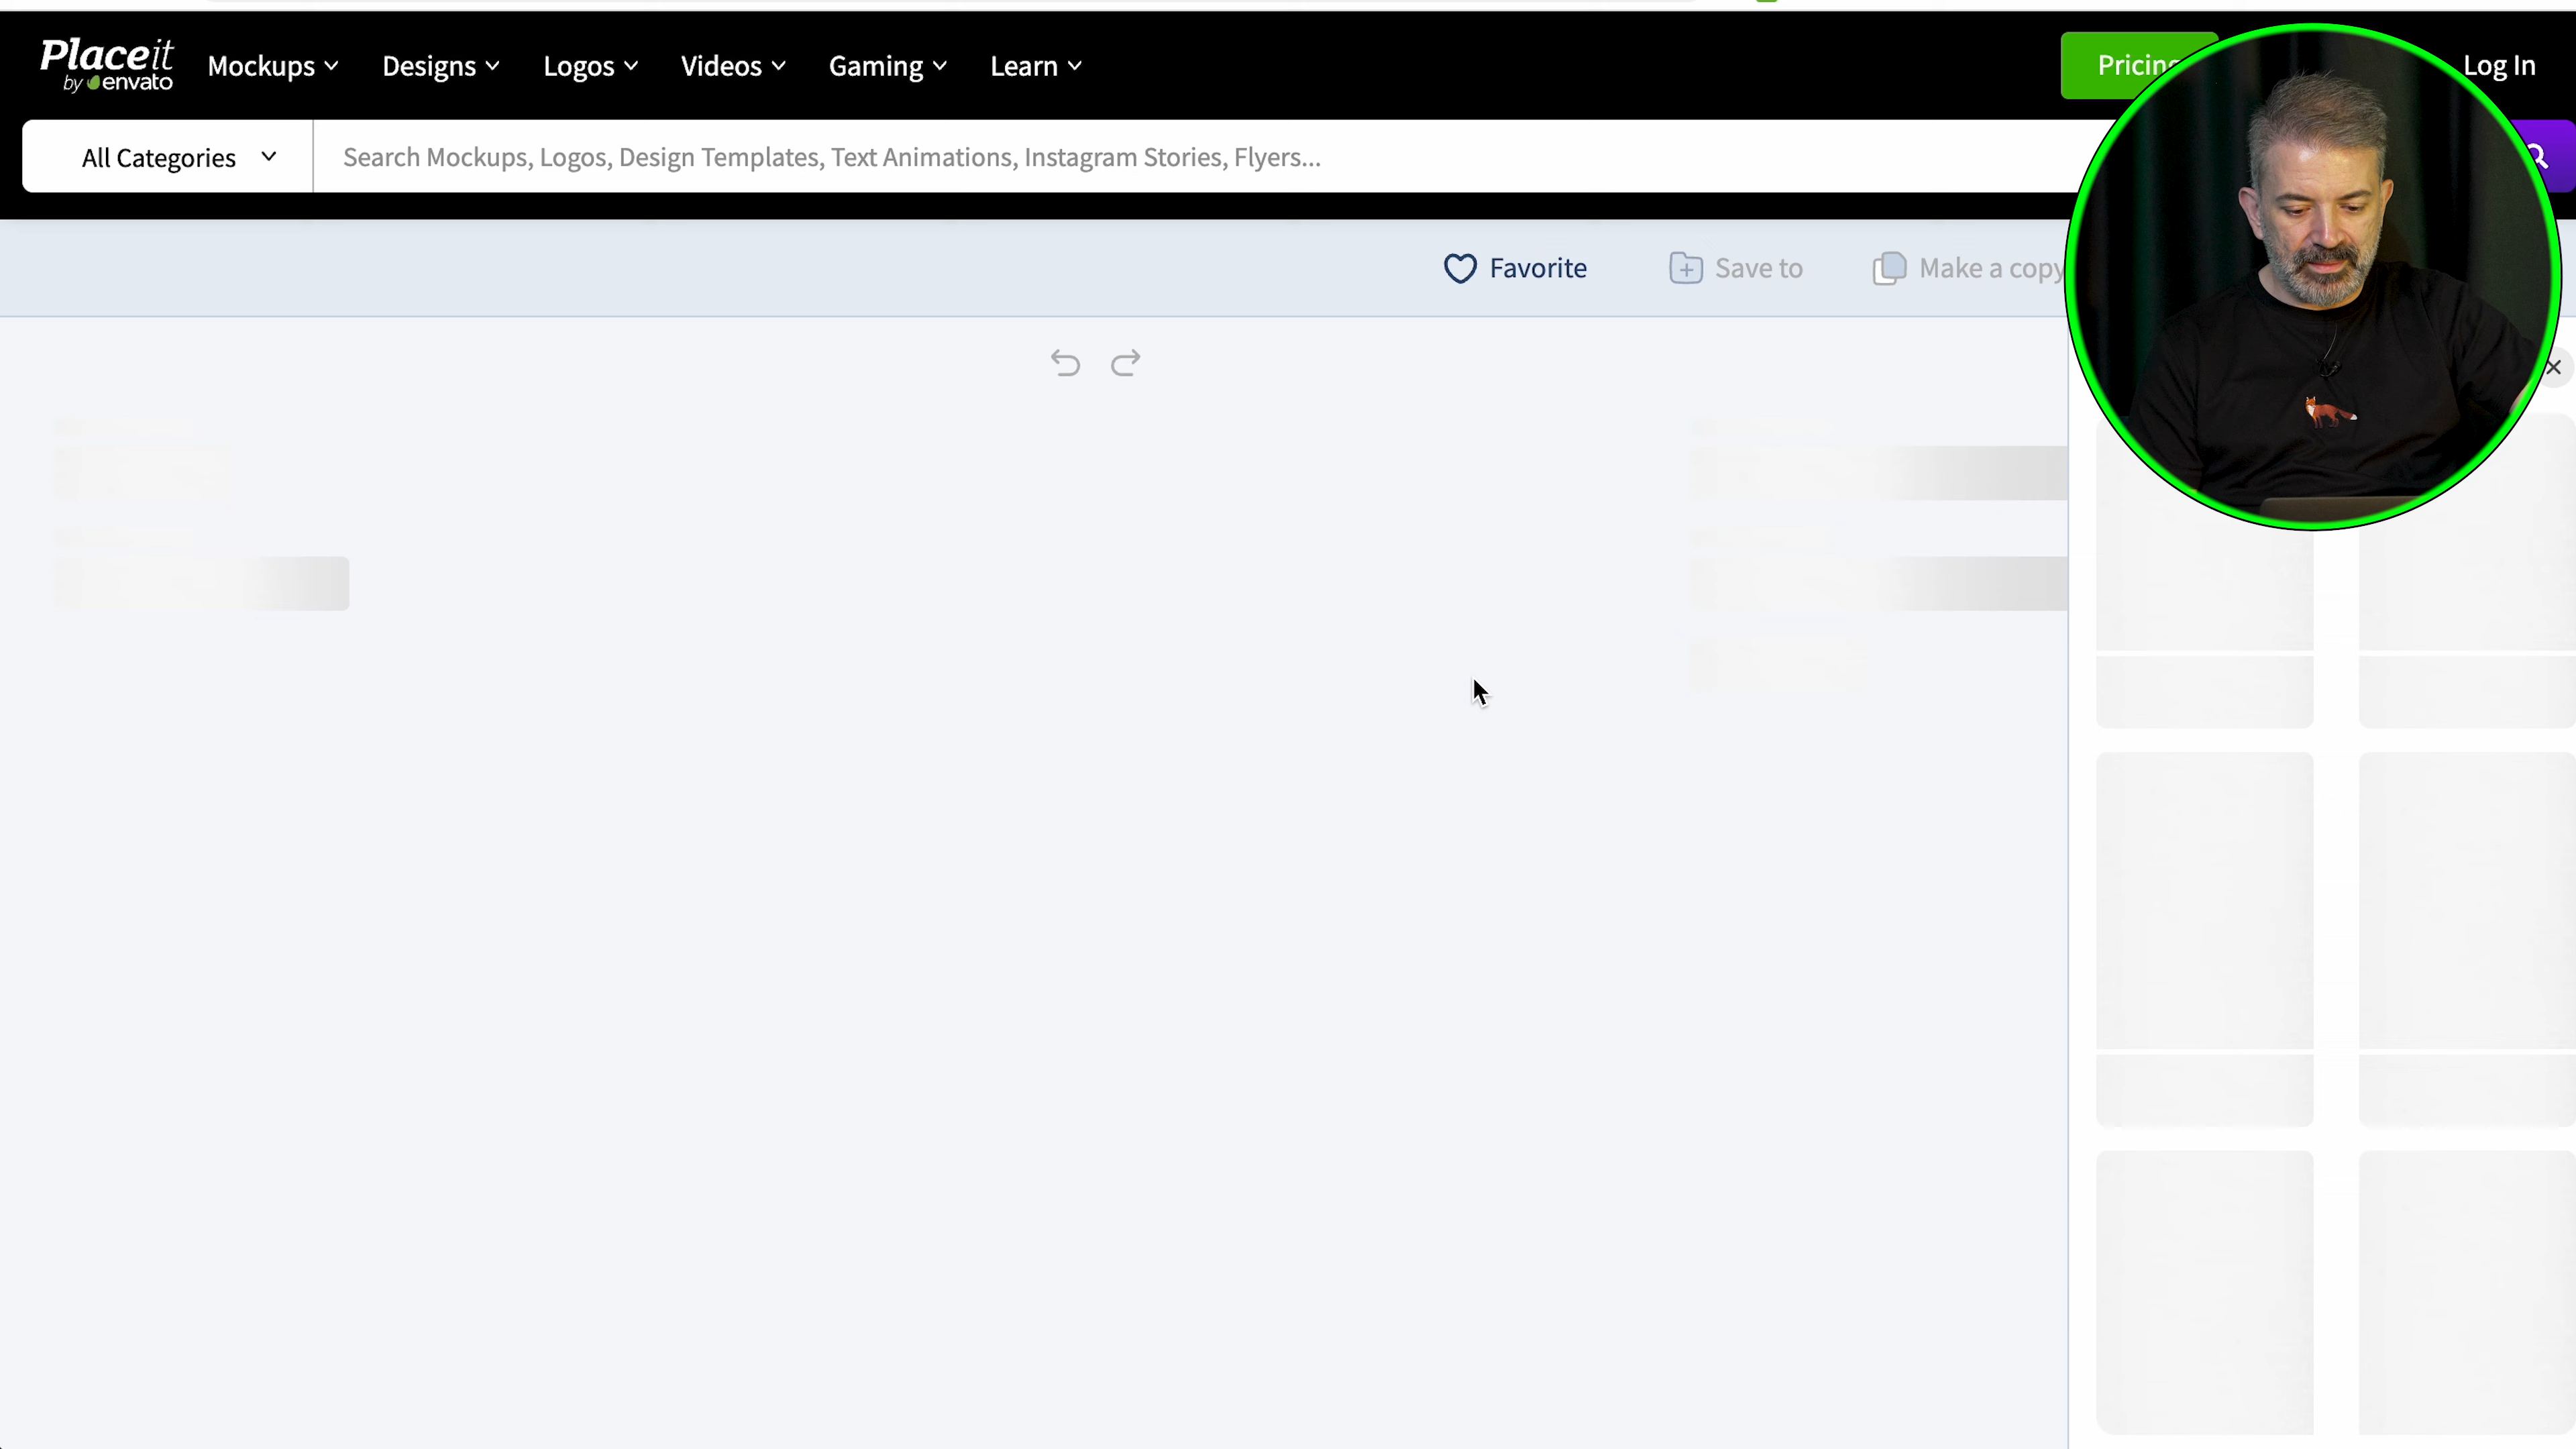 Placeit
by envato
Mockups Designs Logos Videos Gaming Learn
Log In
All Categories
Search Mockups, Logos, Design Templates, Text Animations, Instagram Stories, Flyers...
Favorite Save to Make a copy